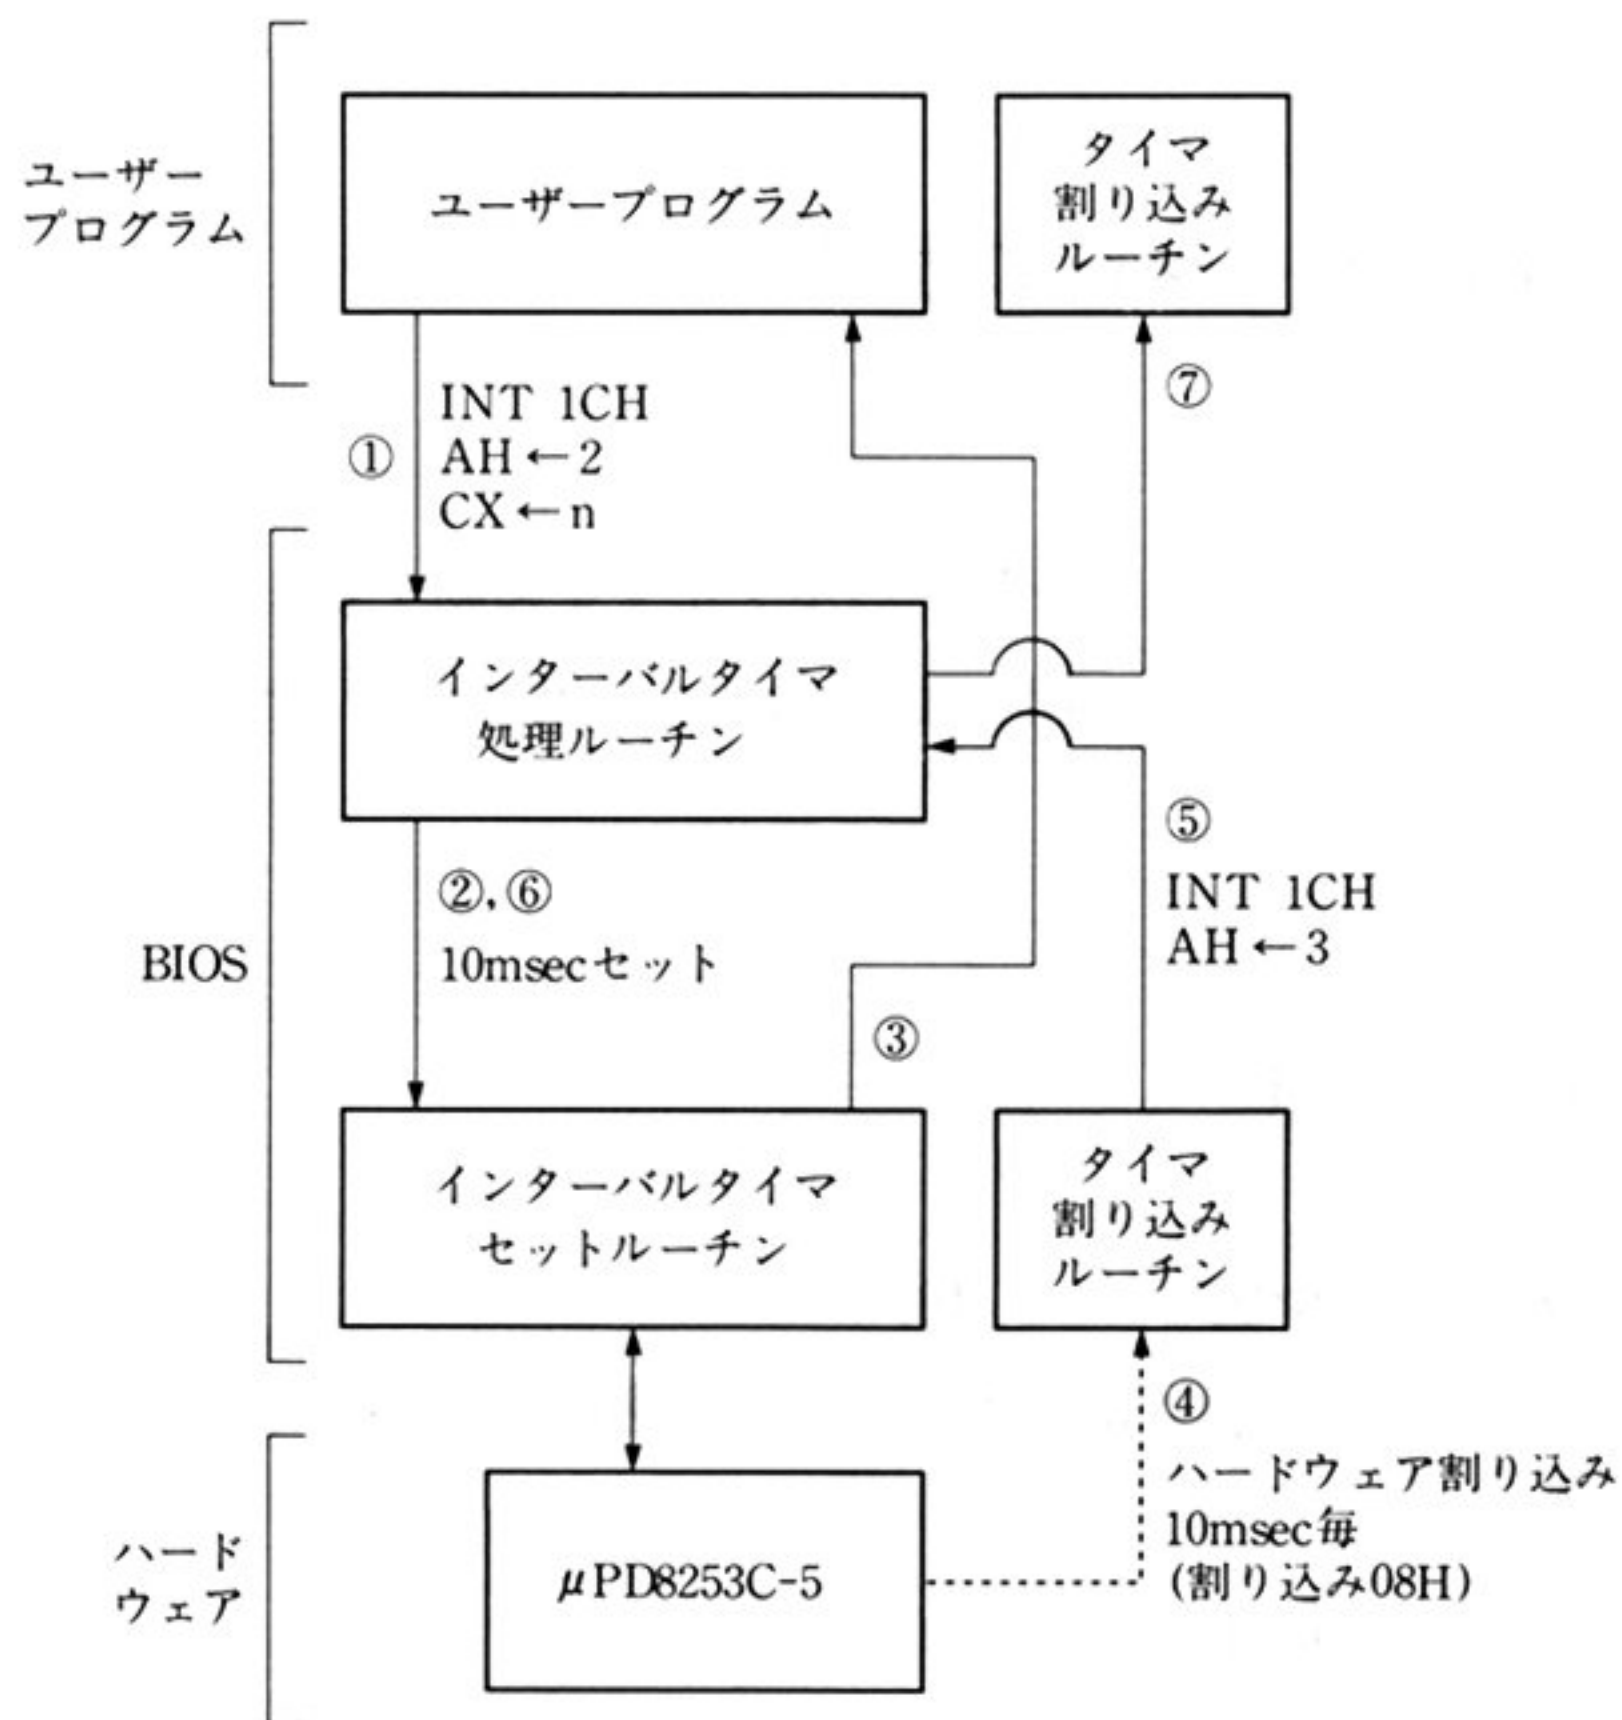 ユーザー
プログラム
ユーザープログラム
タイマ
割り込み
ルーチン
①
INT 1CH
AH←2
CX←n
⑦
BIOS
インターバルタイマ
処理ルーチン
②,⑥
10msecセット
③
⑤
INT 1CH
AH←3
インターバルタイマ
セットルーチン
タイマ
割り込み
ルーチン
④
ハードウェア割り込み
10msec毎
(割り込み08H)
ハード
ウェア
μPD8253C-5